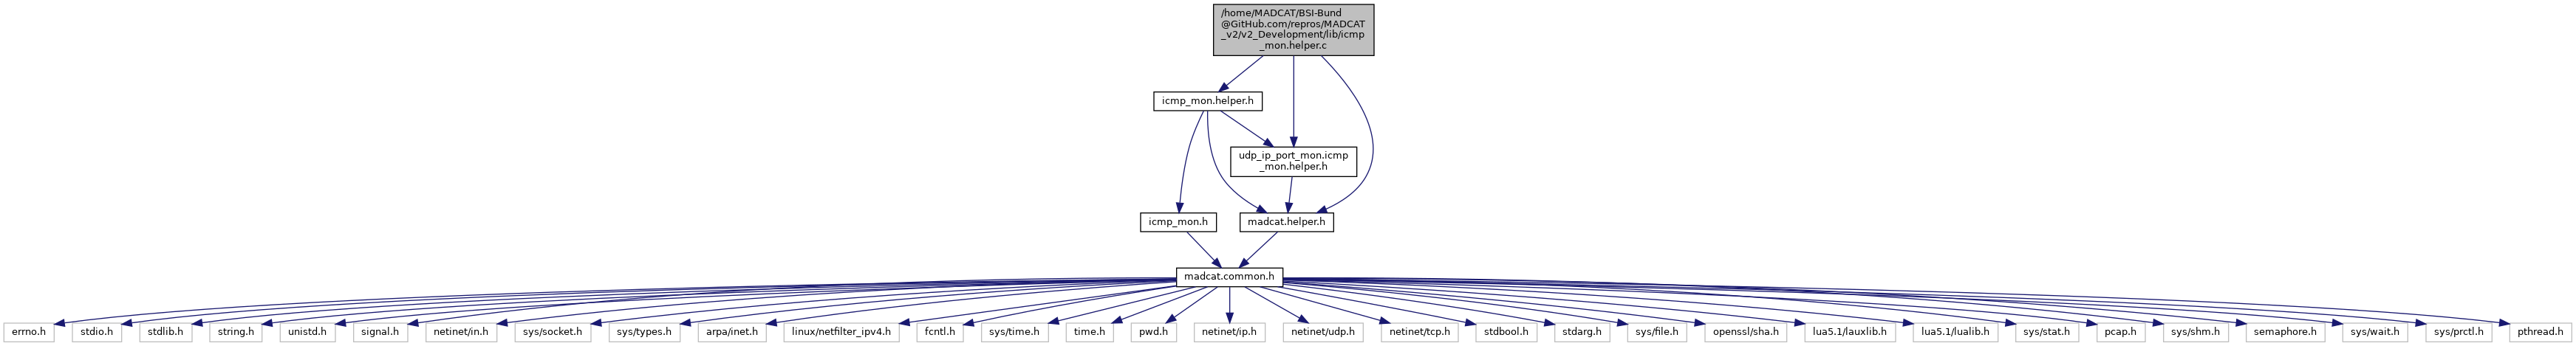 /home/MADCAT/BSI-Bund
@GitHub.com/repros/MADCAT
_v2/v2_Development/lib/icmp
_mon.helper.c
icmp_mon.helper.h
udp_ip_port_mon.icmp
_mon.helper.h
icmp_mon.h
madcat.helper.h
madcat.common.h
errno.h
stdio.h
stdlib.h
string.h
unistd.h
signal.h
netinet/in.h
sys/socket.h
sys/types.h
arpa/inet.h
linux/netfilter_ipv4.h
fcntl.h
sys/time.h
time.h
pwd.h
netinet/ip.h
netinet/udp.h
netinet/tcp.h
stdbool.h
stdarg.h
sys/file.h
openssl/sha.h
lua5.1/lauxlib.h
lua5.1/lualib.h
sys/stat.h
pcap.h
sys/shm.h
semaphore.h
sys/wait.h
sys/prctl.h
pthread.h